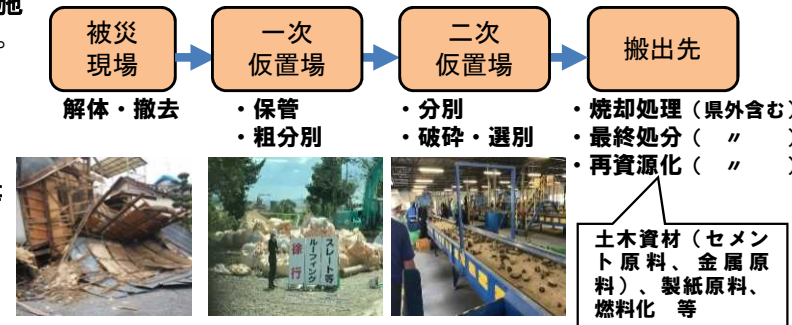 施
。
被災
現場
一次
仮置場
二次
仮置場
搬出先
解体・撤去
・保管
・粗分別
・分別
・破砕・選別
・焼却処理（県外含む）
・最終処分（　〃　）
・再資源化（　〃　）
スレート等
ルーフィング
徐行
土木資材（セメン
ト原料、金属原
料）、製紙原料、
燃料化　等